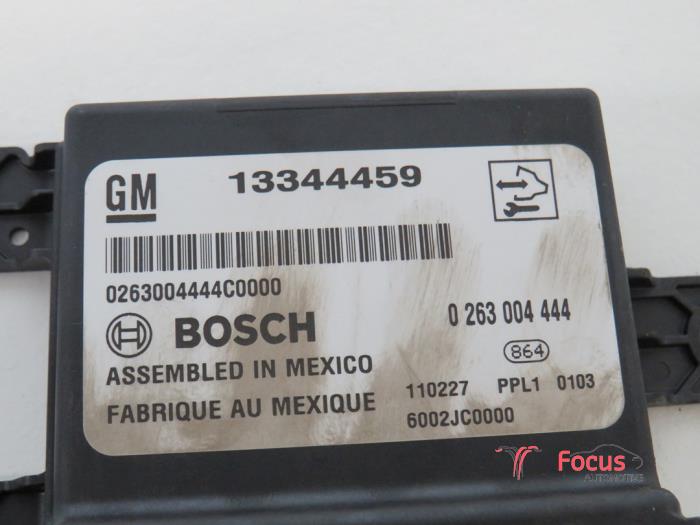 GM 13344459
0263004444C0000
BOSCH 0 263 004 444
864
ASSEMBLED IN MEXICO
110227 PPL1 0103
FABRIQUE AU MEXIQUE
6002JC0000
Focus
AUTOMOTIVE